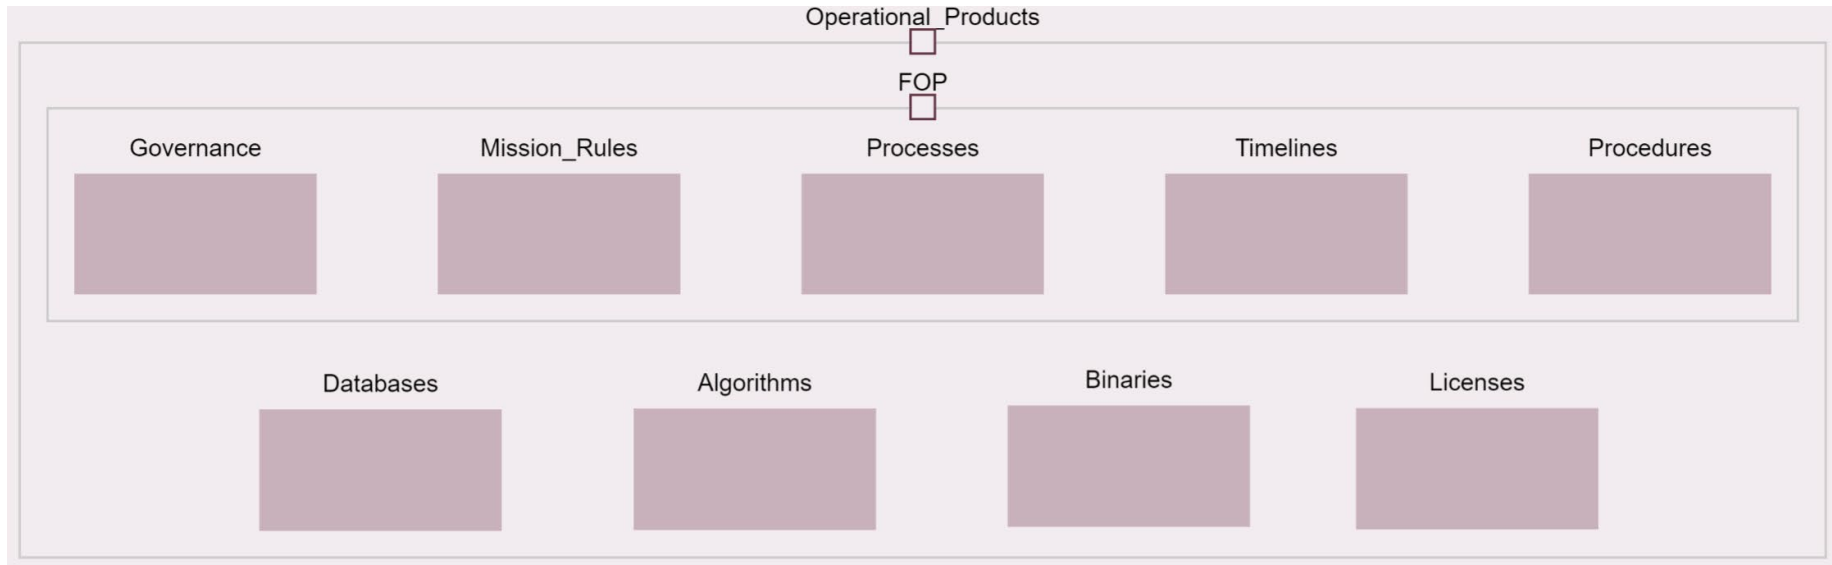 Operational_Products
FOP
Governance
Mission_Rules
Processes
Timelines
Procedures
Databases
Algorithms
Binaries
Licenses